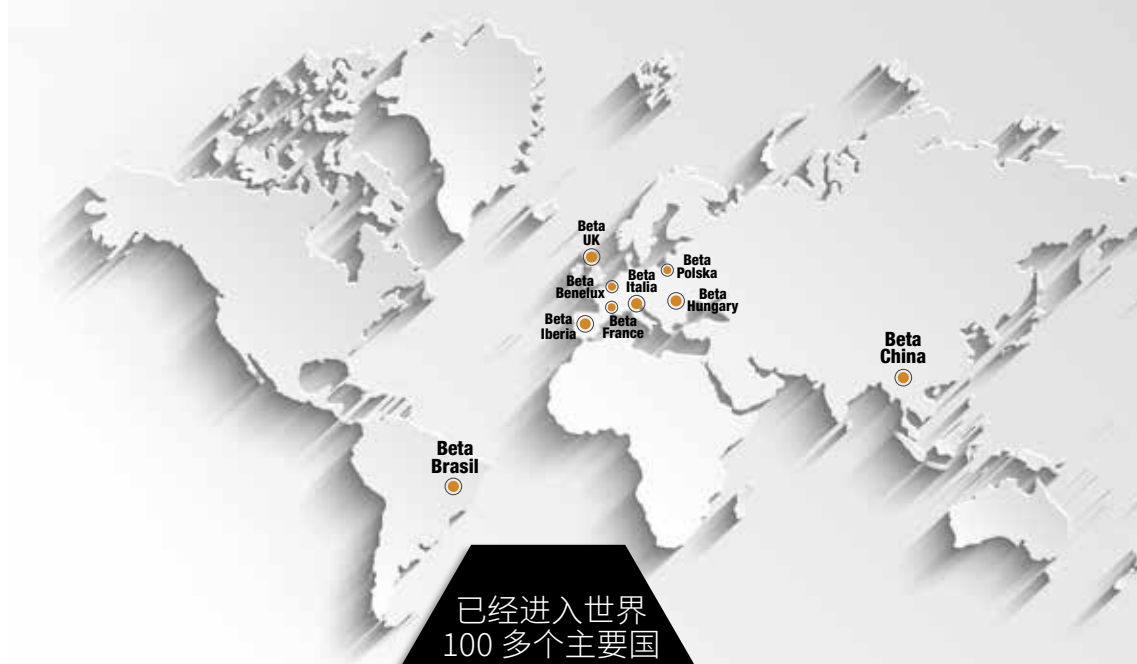 Beta
UK
Beta
Polska
Beta
Italia
Beta
Benelux
Beta
Hungary
Beta
Iberia
Beta
France
Beta
China
Beta
Brasil
已经进入世界
100 多个主要国